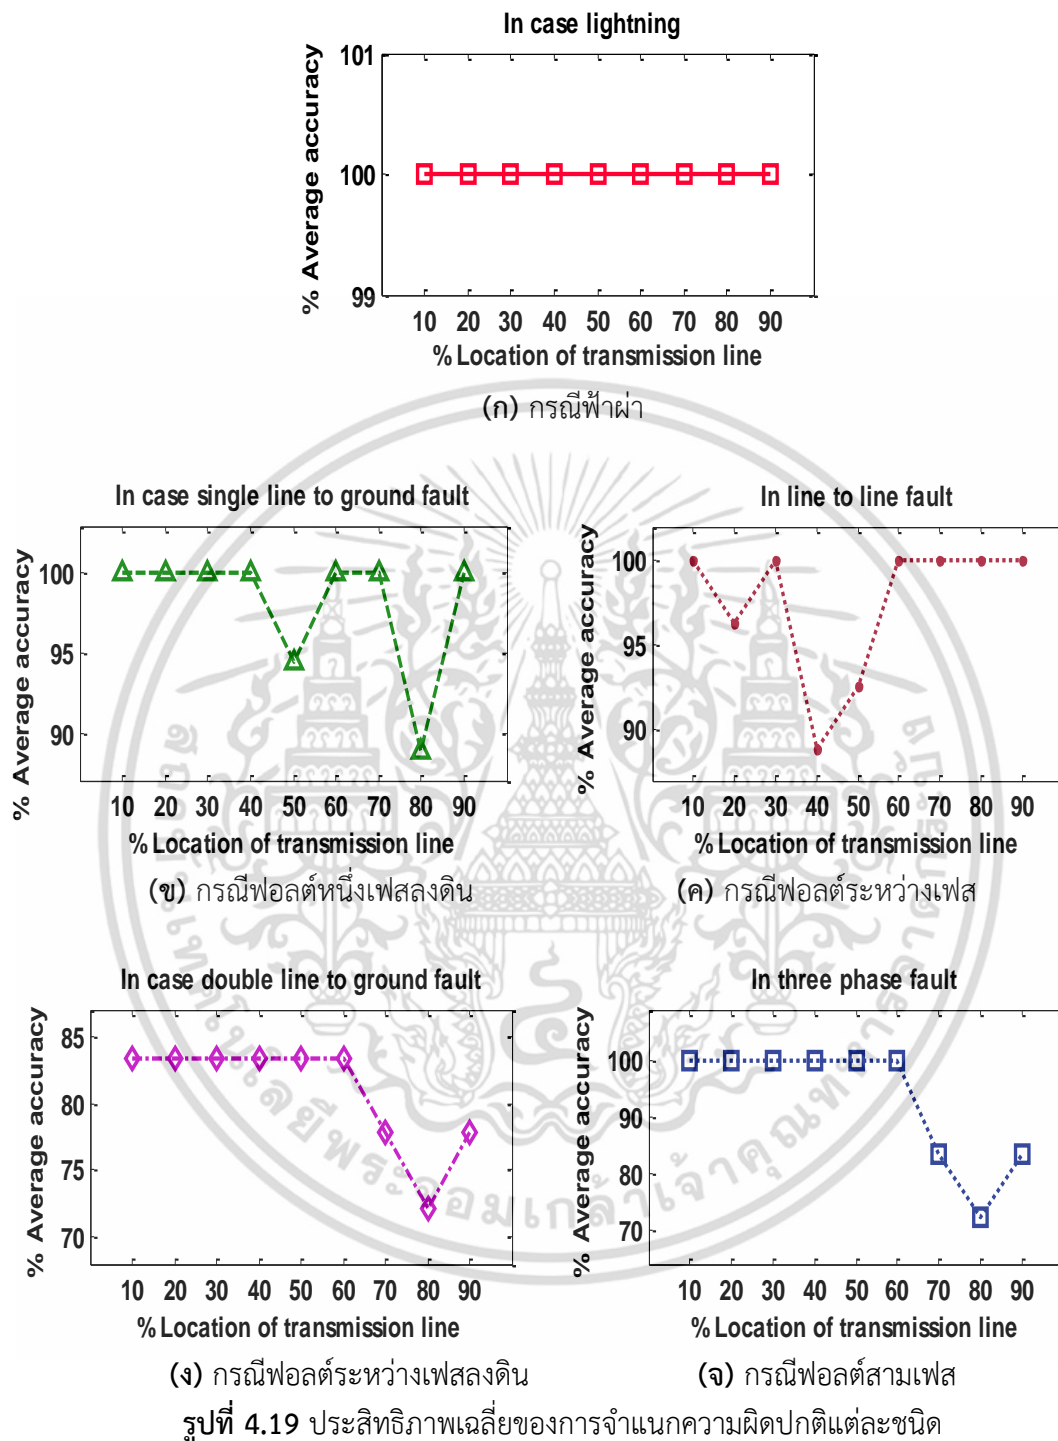 In case lightning
% Average accuracy
101
100
99
10 20 30 40 50 60 70 80 90
% Location of transmission line
(ก) กรณีฟ้าผ่า
In case single line to ground fault
% Average accuracy
100
95
90
10 20 30 40 50 60 70 80 90
% Location of transmission line
(ข) กรณีฟอลต์หนึ่งเฟสลงดิน
In line to line fault
% Average accuracy
100
95
90
10 20 30 40 50 60 70 80 90
% Location of transmission line
(ค) กรณีฟอลต์ระหว่างเฟส
In case double line to ground fault
% Average accuracy
85
80
75
70
10 20 30 40 50 60 70 80 90
% Location of transmission line
(ง) กรณีฟอลต์ระหว่างเฟสลงดิน
In three phase fault
% Average accuracy
100
90
80
70
10 20 30 40 50 60 70 80 90
% Location of transmission line
(จ) กรณีฟอลต์สามเฟส
รูปที่ 4.19 ประสิทธิภาพเฉลี่ยของการจำแนกความผิดปกติแต่ละชนิด